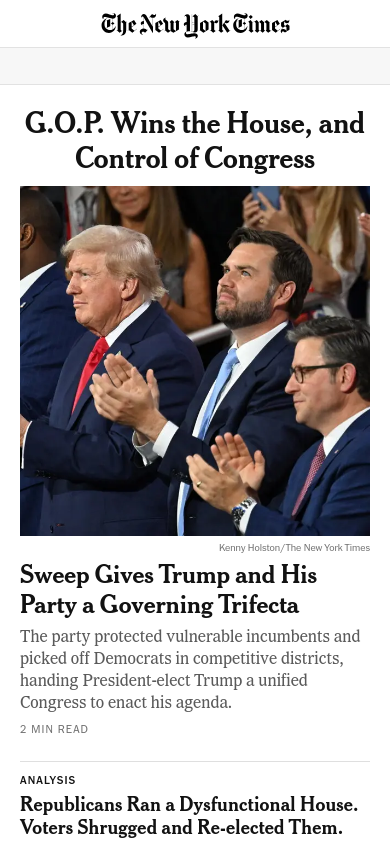 The New York Times
G.O.P. Wins the House, and
Control of Congress
Kenny Holston/The New York Times
Sweep Gives Trump and His
Party a Governing Trifecta
The party protected vulnerable incumbents and
picked off Democrats in competitive districts,
handing President-elect Trump a unified
Congress to enact his agenda.
2 MIN READ
ANALYSIS
Republicans Ran a Dysfunctional House.
Voters Shrugged and Re-elected Them.